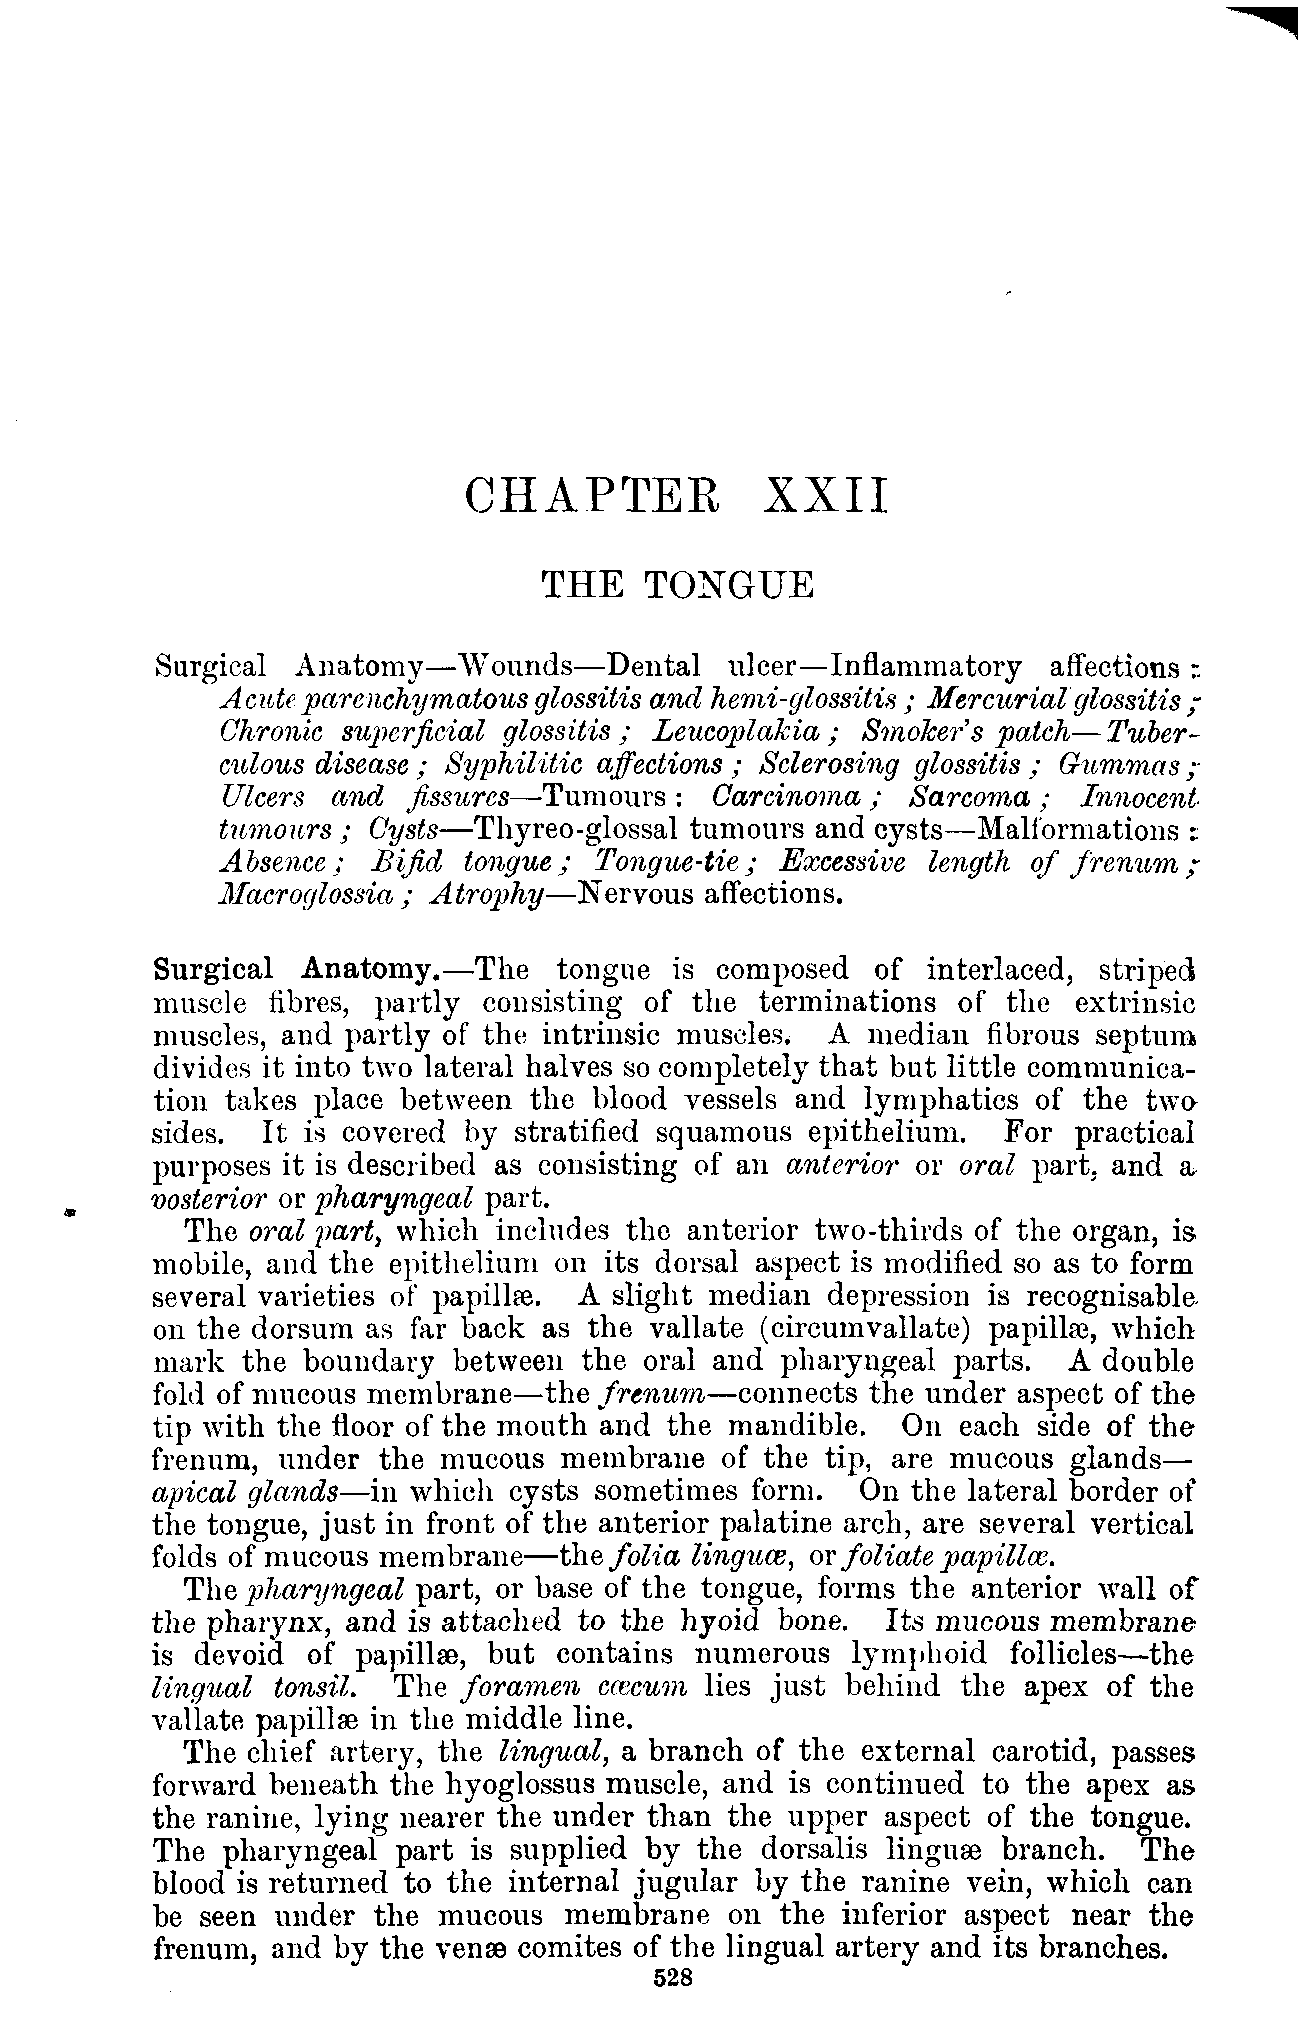 CHAPTER XXII
THE TONGUE
Surgical Anatomy—Wounds—Dental ulcer—Inflammatory affections :
Acute parenchymatous glossitis and hemi-glossitis ; Mercurial glossitis ;
Chronic superficial glossitis ; Leucoplakia ; Smoker's patch—Tuber-
culous disease ; Syphilitic affections ; Sclerosing glossitis ; Gummas ;
Ulcers and fissures—Tumours : Carcinoma ; Sarcoma ; Innocent
tumours ; Cysts—Thyreo-glossal tumours and cysts—Malformations :
Absence ; Bifid tongue ; Tongue-tie ; Excessive length of frenum ;
Macroglossia ; Atrophy—Nervous affections.
Surgical Anatomy.—The tongue is composed of interlaced, striped
muscle fibres, partly consisting of the terminations of the extrinsic
muscles, and partly of the intrinsic muscles. A median fibrous septum
divides it into two lateral halves so completely that but little communica-
tion takes place between the blood vessels and lymphatics of the two
sides. It is covered by stratified squamous epithelium. For practical
purposes it is described as consisting of an anterior or oral part, and a
posterior or pharyngeal part.
The oral part, which includes the anterior two-thirds of the organ, is
mobile, and the epithelium on its dorsal aspect is modified so as to form
several varieties of papillæ. A slight median depression is recognisable
on the dorsum as far back as the vallate (circumvallate) papillæ, which
mark the boundary between the oral and pharyngeal parts. A double
fold of mucous membrane—the frenum—connects the under aspect of the
tip with the floor of the mouth and the mandible. On each side of the
frenum, under the mucous membrane of the tip, are mucous glands—
apical glands—in which cysts sometimes form. On the lateral border of
the tongue, just in front of the anterior palatine arch, are several vertical
folds of mucous membrane—the folia linguæ, or foliate papillæ.
The pharyngeal part, or base of the tongue, forms the anterior wall of
the pharynx, and is attached to the hyoid bone. Its mucous membrane
is devoid of papillæ, but contains numerous lymphoid follicles—the
lingual tonsil. The foramen cæcum lies just behind the apex of the
vallate papillæ in the middle line.
The chief artery, the lingual, a branch of the external carotid, passes
forward beneath the hyoglossus muscle, and is continued to the apex as
the ranine, lying nearer the under than the upper aspect of the tongue.
The pharyngeal part is supplied by the dorsalis linguæ branch. The
blood is returned to the internal jugular by the ranine vein, which can
be seen under the mucous membrane on the inferior aspect near the
frenum, and by the venæ comites of the lingual artery and its branches.
528